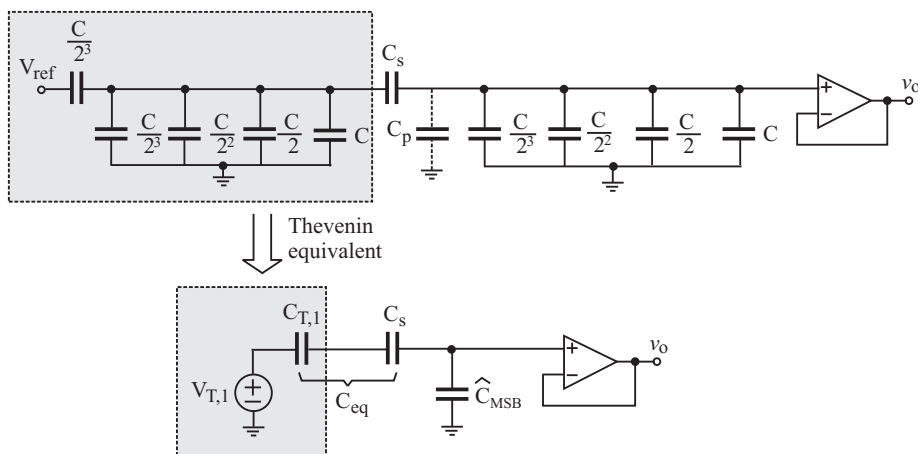 C/2³
V_ref
C/2³
C/2²
C/2
C
C_s
C_p
C/2³
C/2²
C/2
C
+
−
v_o
Thevenin
equivalent
C_T,1
C_s
V_T,1
+
−
C_eq
Ĉ_MSB
+
−
v_o